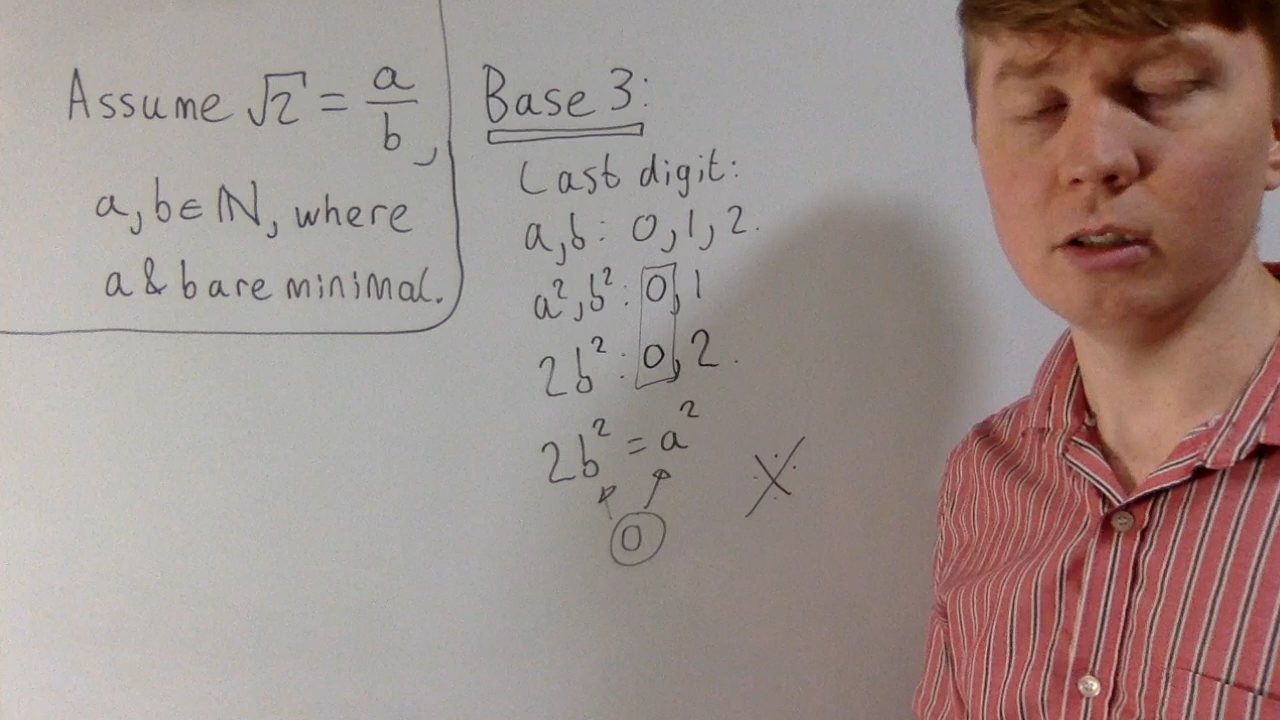 Assume √2 = a/b,
a, b ∈ ℕ, where
a & b are minimal.
Base 3:
Last digit:
a, b : 0, 1, 2.
a², b² : 0, 1
2b² : 0, 2.
2b² = a²
0